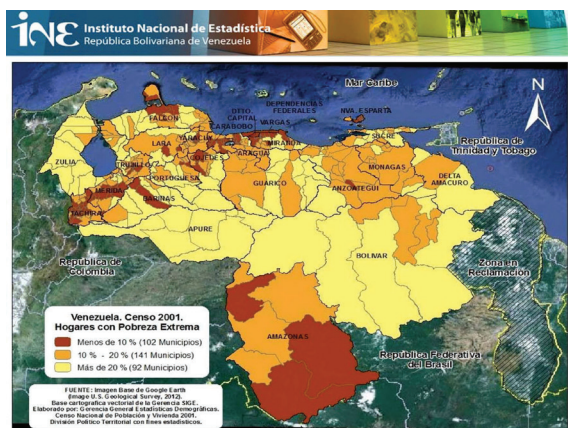 iNE Instituto Nacional de Estadística
República Bolivariana de Venezuela
Mar Caribe
N
DEPENDENCIAS
FEDERALES
NVA. ESPARTA
DTTO
CAPITAL
VARGAS
CARABOBO
FALCÓN
SUCRE
República de
Trinidad y Tobago
LARA
YARACUY
MIRANDA
ARAGUA
COJEDES
ZULIA
TRUJILLO
MONAGAS
PORTUGUESA
GUARICO
ANZOATEGUI
DELTA
AMACURO
MERIDA
BARINAS
TACHIRA
APURE
BOLIVAR
República de
Colombia
Zona en
Reclamación
AMAZONAS
República Federativa
del Brasil
Venezuela. Censo 2001.
Hogares con Pobreza Extrema
Menos de 10 % (102 Municipios)
10 % - 20 % (141 Municipios)
Más de 20 % (92 Municipios)
FUENTE: Imagen Base de Google Earth
(Image U.S. Geological Survey, 2012).
Base cartografica vectorial de la Gerencia SIGE.
Elaborado por: Gerencia General Estadísticas Demográficas.
Censo Nacional de Población y Vivienda 2001.
División Político Territorial con fines estadísticos.